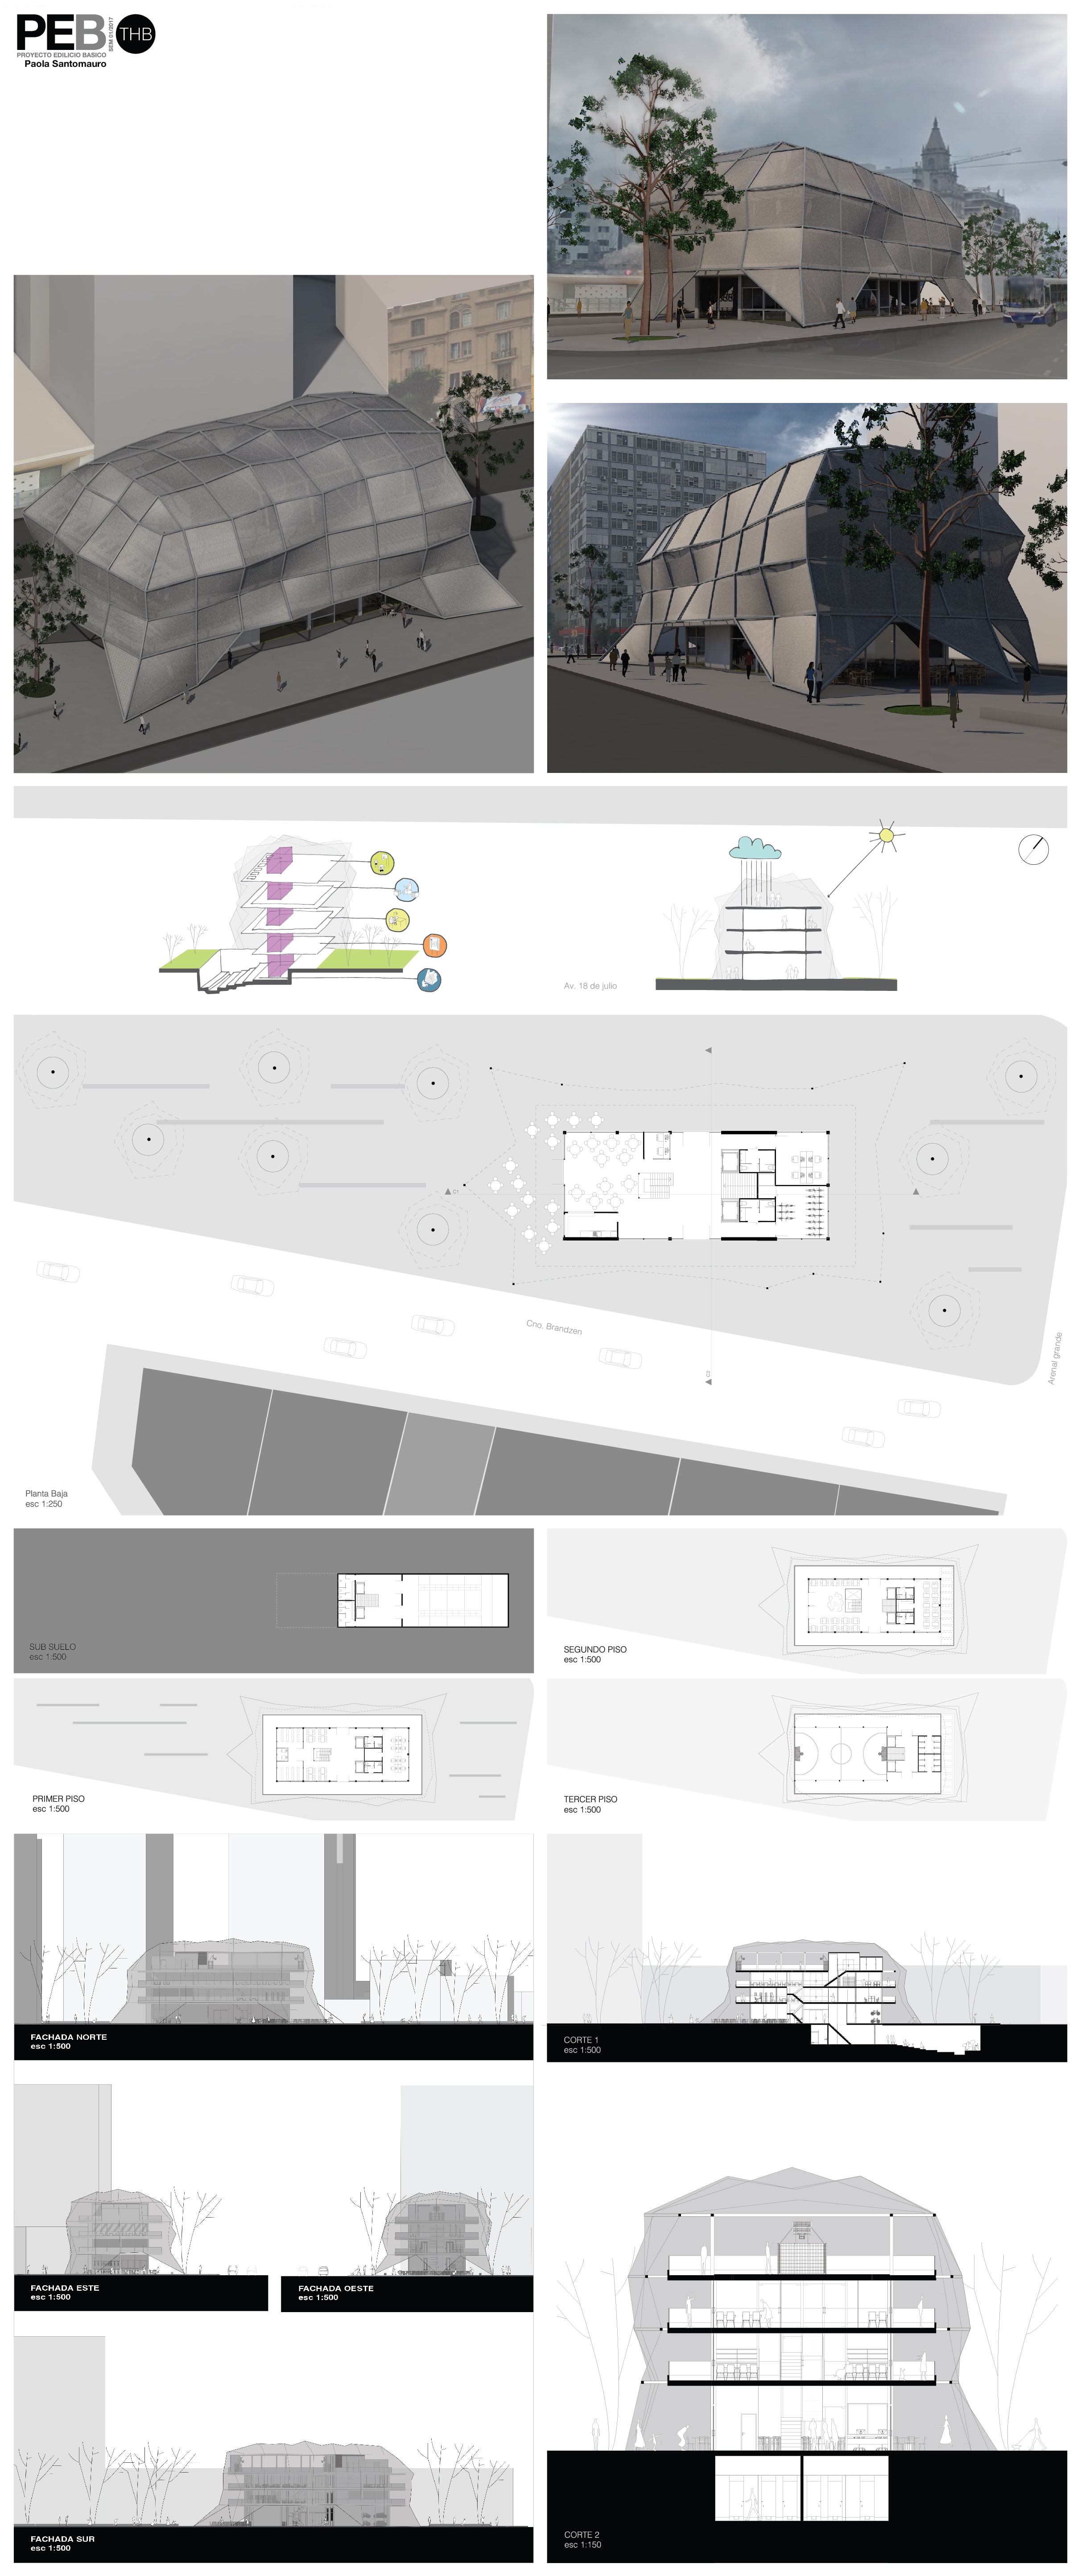 PEB
SEM 01/2017
THB
PROYECTO EDILICIO BASICO
Paola Santomauro
Av. 18 de julio
C1
Cno. Brandzen
C2
Arenal grande
Planta Baja
esc 1:250
SUB SUELO
esc 1:500
SEGUNDO PISO
esc 1:500
PRIMER PISO
esc 1:500
TERCER PISO
esc 1:500
FACHADA NORTE
esc 1:500
CORTE 1
esc 1:500
FACHADA ESTE
esc 1:500
FACHADA OESTE
esc 1:500
CORTE 2
esc 1:150
FACHADA SUR
esc 1:500